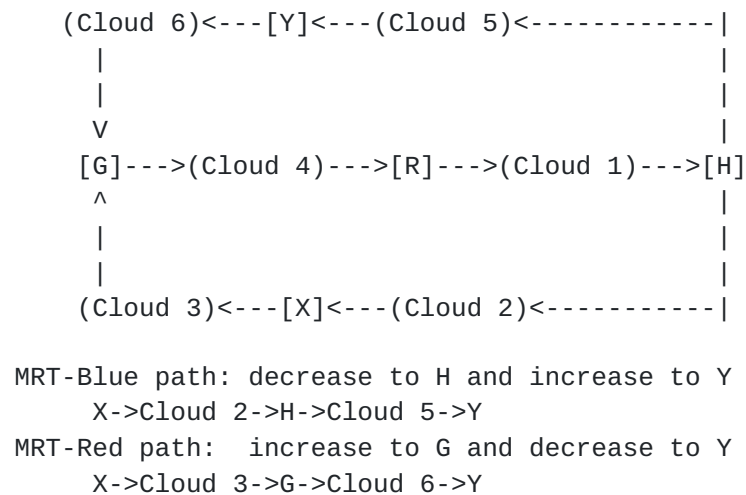 (Cloud 6)<---[Y]<---(Cloud 5)<------------|
|                                     |
|                                     |
V                                     |
[G]--->(Cloud 4)--->[R]--->(Cloud 1)--->[H]
^                                     |
|                                     |
|                                     |
(Cloud 3)<---[X]<---(Cloud 2)<-----------|
MRT-Blue path: decrease to H and increase to Y
X->Cloud 2->H->Cloud 5->Y
MRT-Red path:  increase to G and decrease to Y
X->Cloud 3->G->Cloud 6->Y